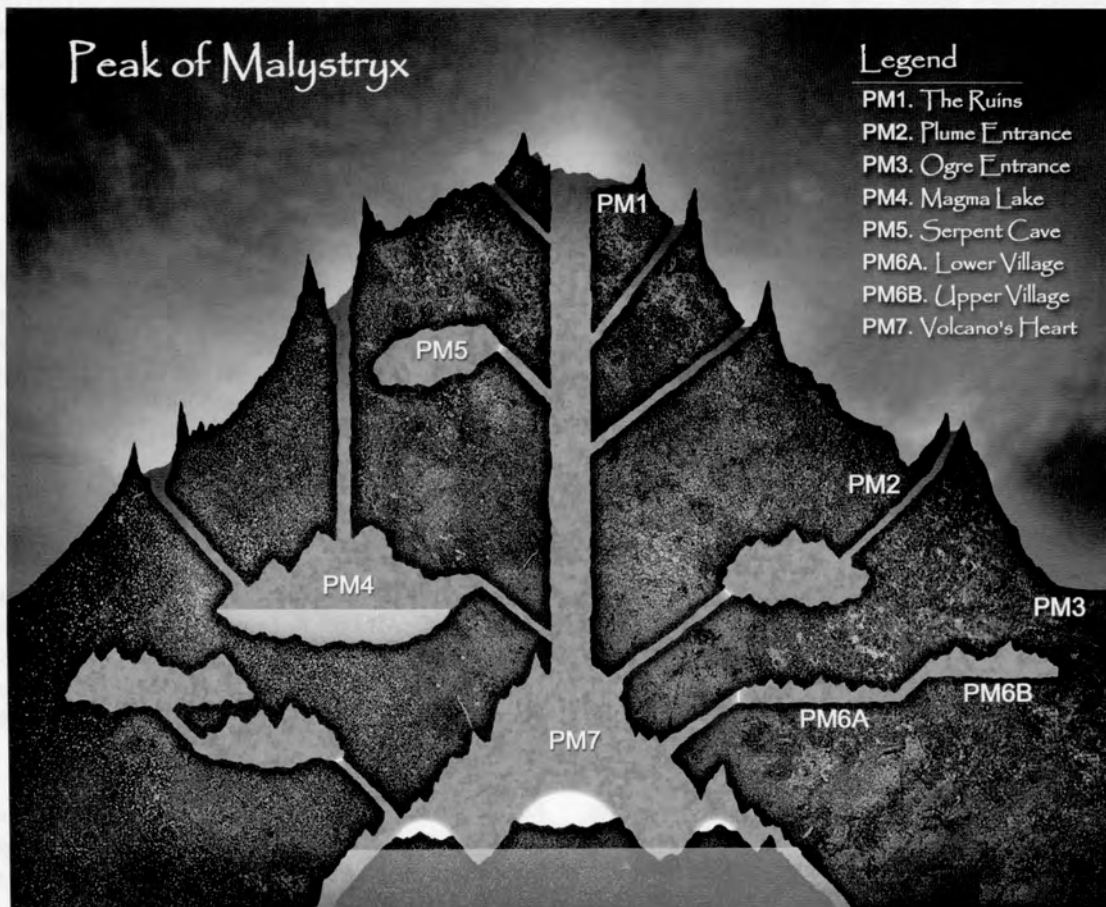 Peak of Malystryx
Legend
PM1. The Ruins
PM2. Plume Entrance
PM3. Ogre Entrance
PM4. Magma Lake
PM5. Serpent Cave
PM6A. Lower Village
PM6B. Upper Village
PM7. Volcano's Heart
PM1
PM5
PM2
PM4
PM3
PM6B
PM6A
PM7